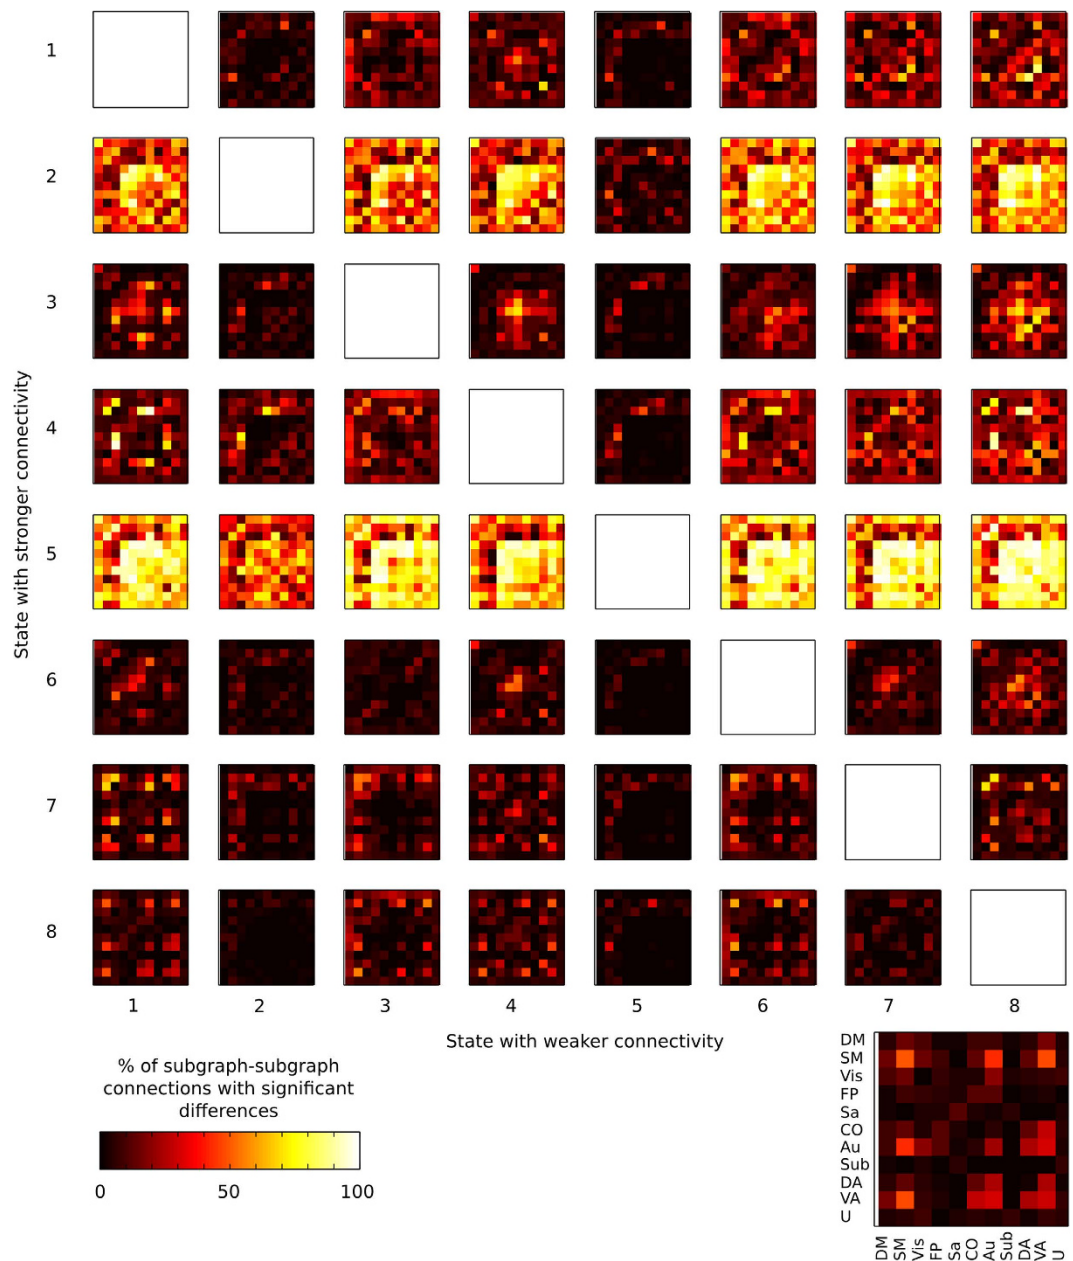 1
2
3
4
5
6
7
8
State with stronger connectivity
1 2 3 4 5 6 7 8
State with weaker connectivity
% of subgraph-subgraph
connections with significant
differences
0 50 100
DM
SM
Vis
FP
Sa
CO
Au
Sub
DA
VA
U
DM SM Vis FP Sa CO Au Sub DA VA U